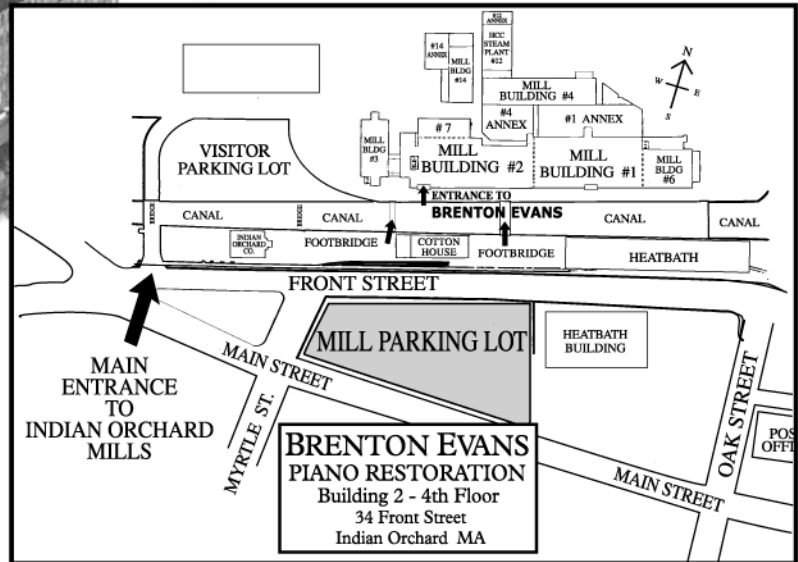 #12
ANNEX
HCC
STEAM
PLANT
#12
#14
ANNEX
MILL
BLDG
#14
N
W
E
S
MILL
BUILDING #4
#4
ANNEX
#1 ANNEX
# 7
MILL
BLDG
#3
MILL
BUILDING #2
MILL
BUILDING #1
MILL
BLDG
#6
VISITOR
PARKING LOT
ENTRANCE TO
BRENTON EVANS
BRIDGE
CANAL
BRIDGE
CANAL
CANAL
CANAL
INDIAN
ORCHARD
CO.
FOOTBRIDGE
COTTON
HOUSE
FOOTBRIDGE
HEATBATH
FRONT STREET
MILL PARKING LOT
HEATBATH
BUILDING
MAIN
ENTRANCE
TO
INDIAN ORCHARD
MILLS
MAIN STREET
MYRTLE ST.
OAK STREET
POS
OFFI
MAIN STREET
BRENTON EVANS
PIANO RESTORATION
Building 2 - 4th Floor
34 Front Street
Indian Orchard MA